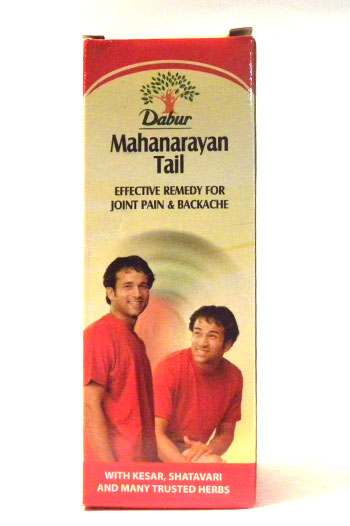 Dabur
Mahanarayan
Tail
EFFECTIVE REMEDY FOR
JOINT PAIN & BACKACHE
WITH KESAR, SHATAVARI
AND MANY TRUSTED HERBS